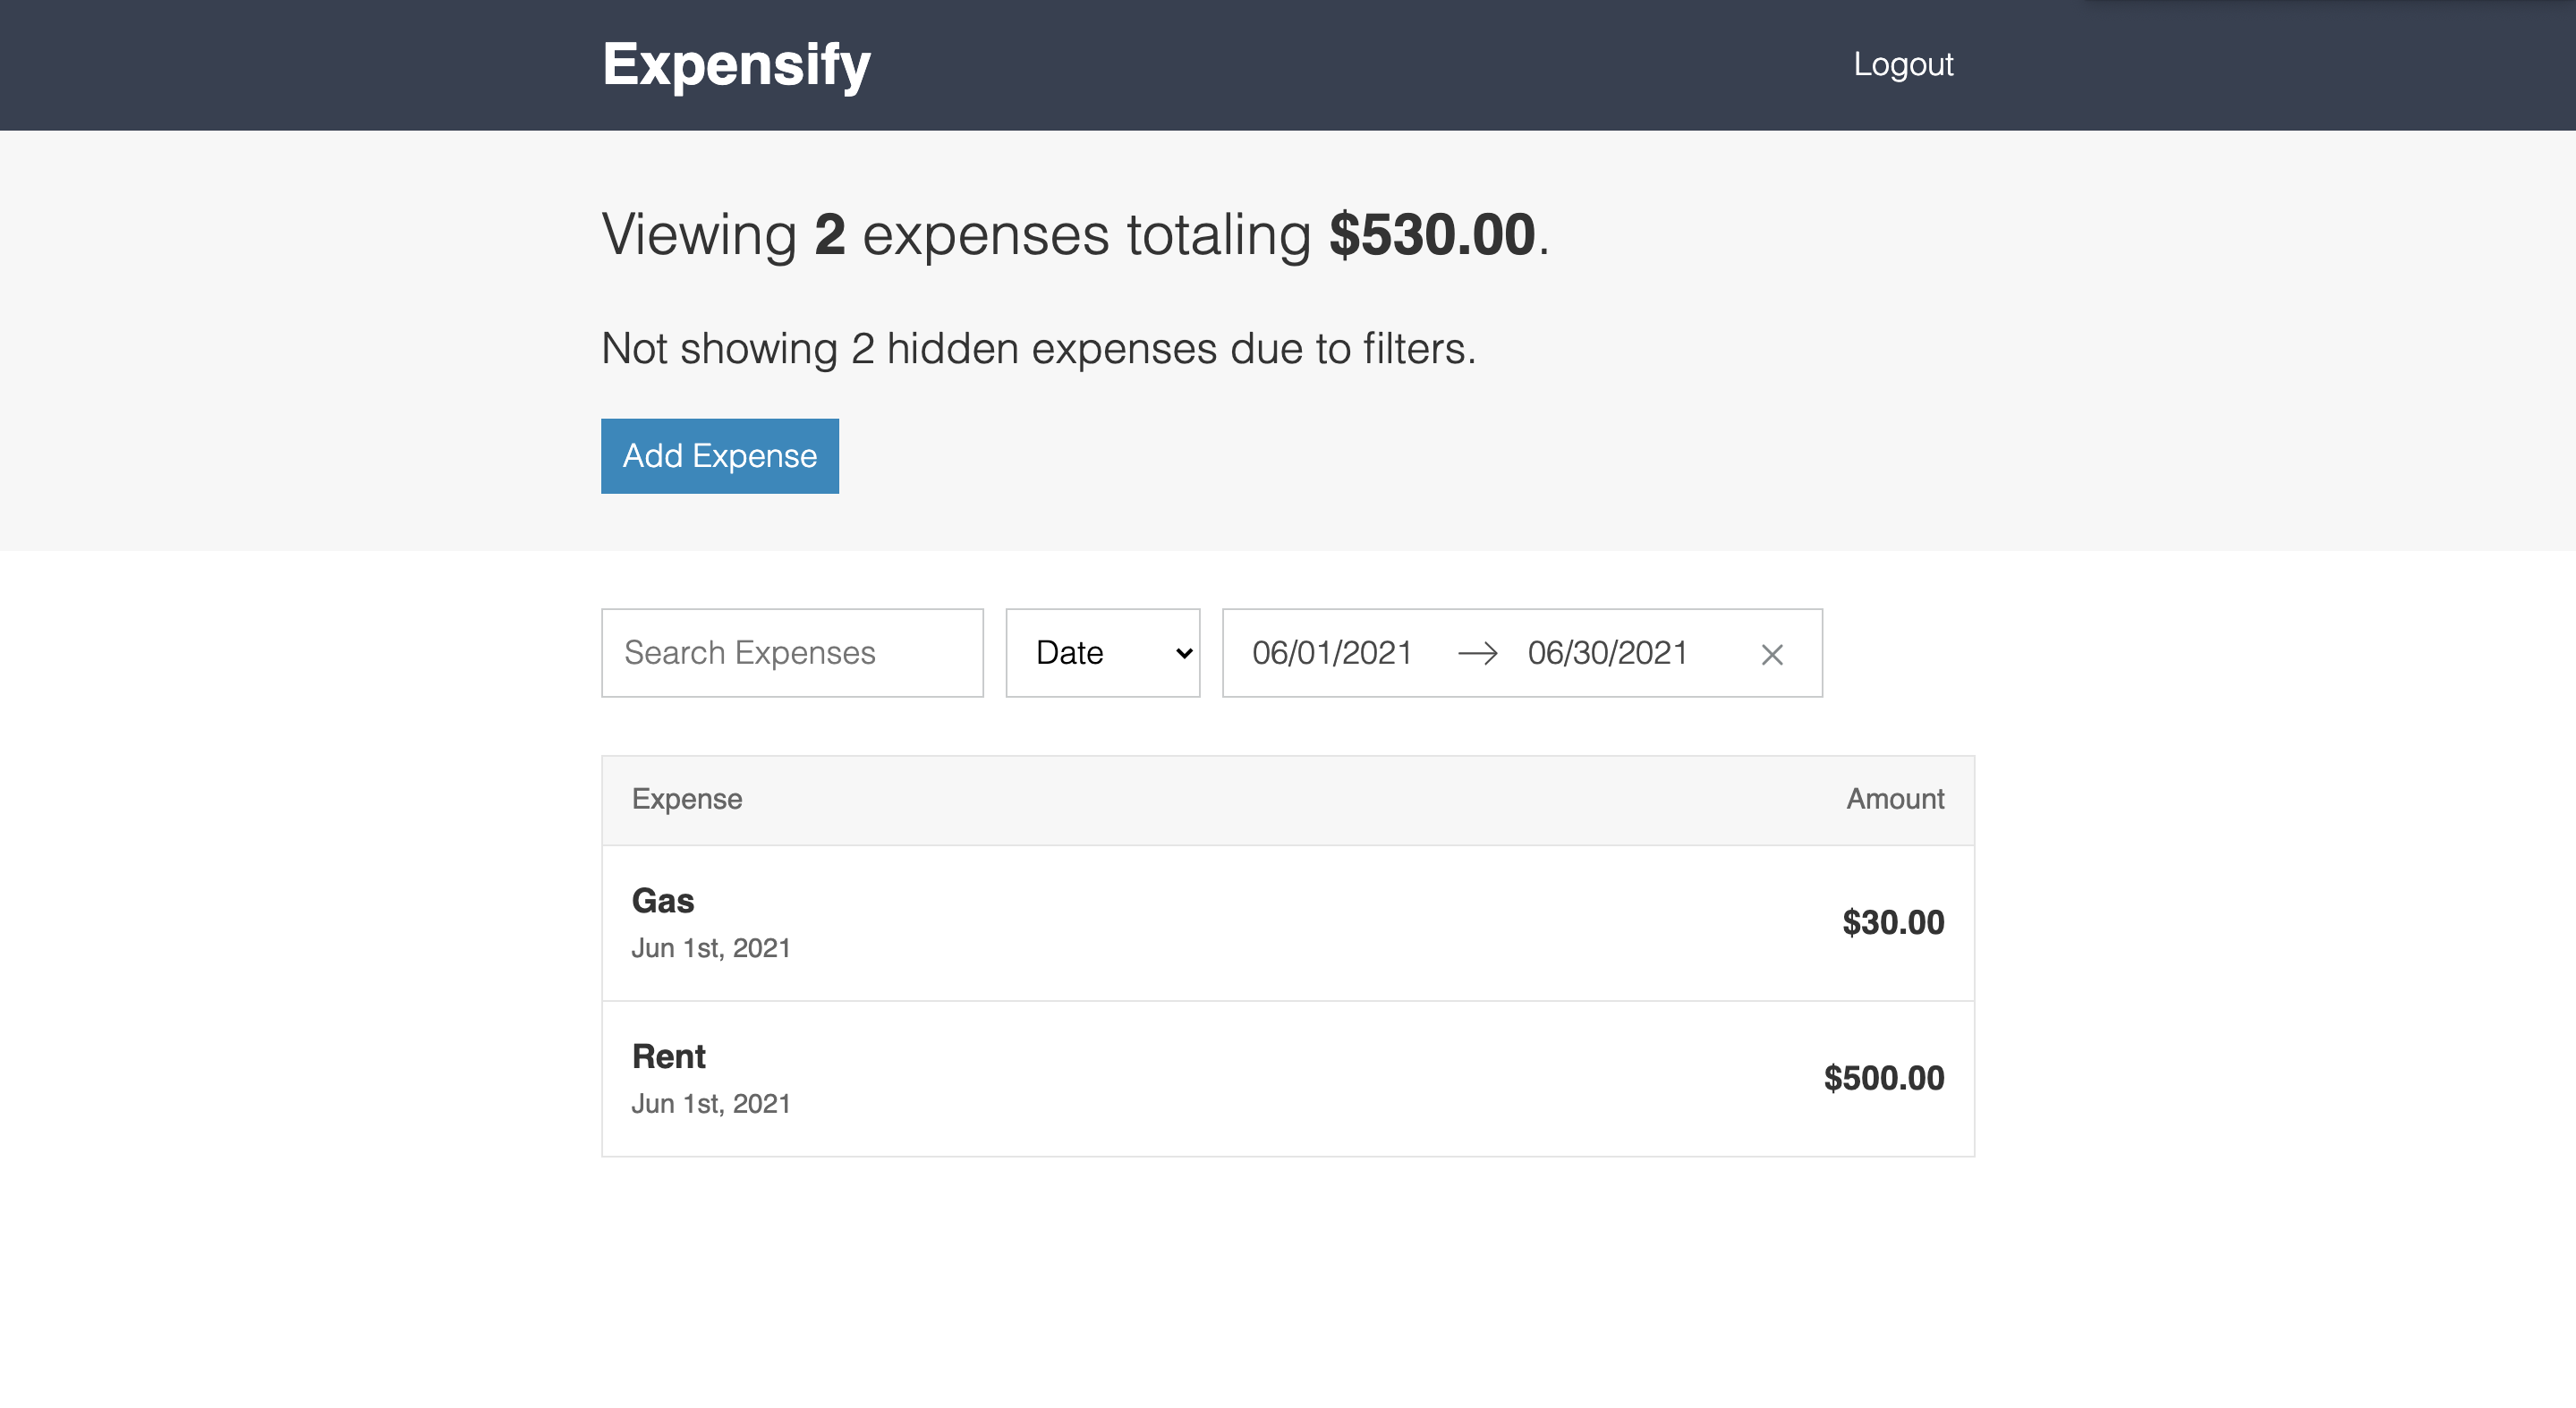 Expensify
Logout
Viewing 2 expenses totaling $530.00.
Not showing 2 hidden expenses due to filters.
Add Expense
Search Expenses
Date
06/01/2021
06/30/2021
Expense
Amount
Gas
Jun 1st, 2021
$30.00
Rent
Jun 1st, 2021
$500.00